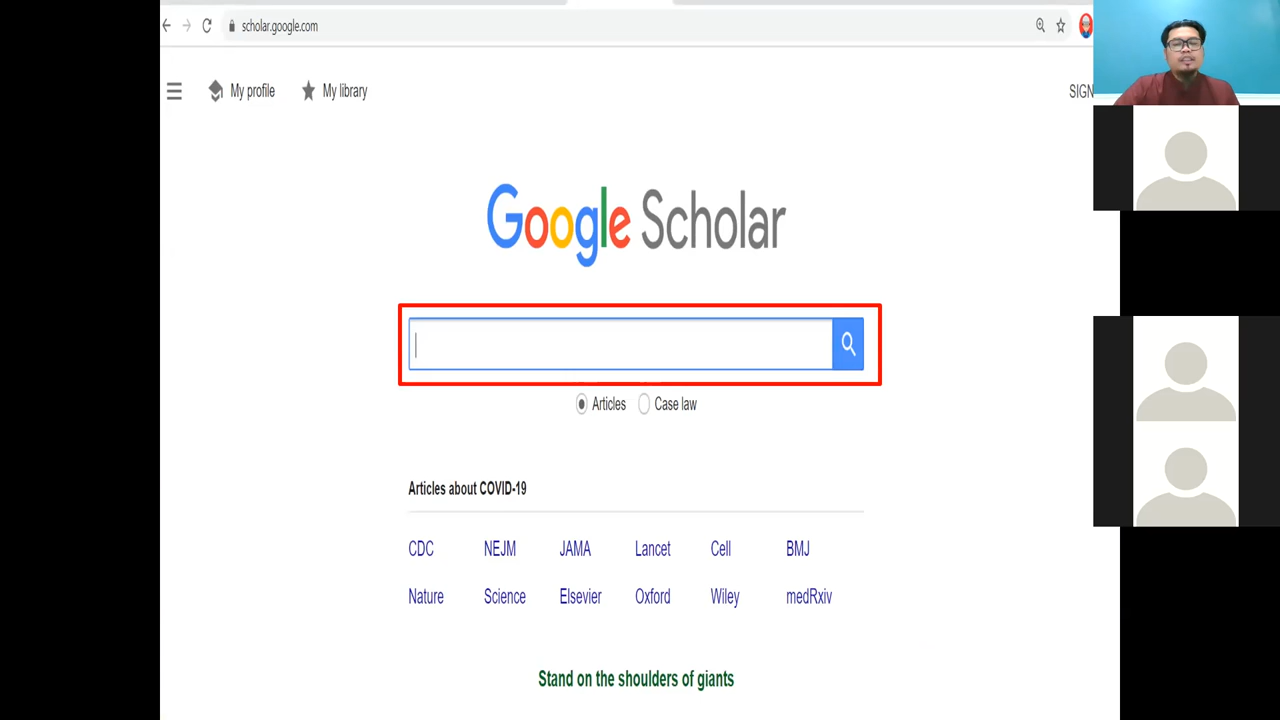 scholar.google.com
My profile
My library
SIGN
Google Scholar
Articles
Case law
Articles about COVID-19
CDC NEJM JAMA Lancet Cell BMJ
Nature Science Elsevier Oxford Wiley medRxiv
Stand on the shoulders of giants